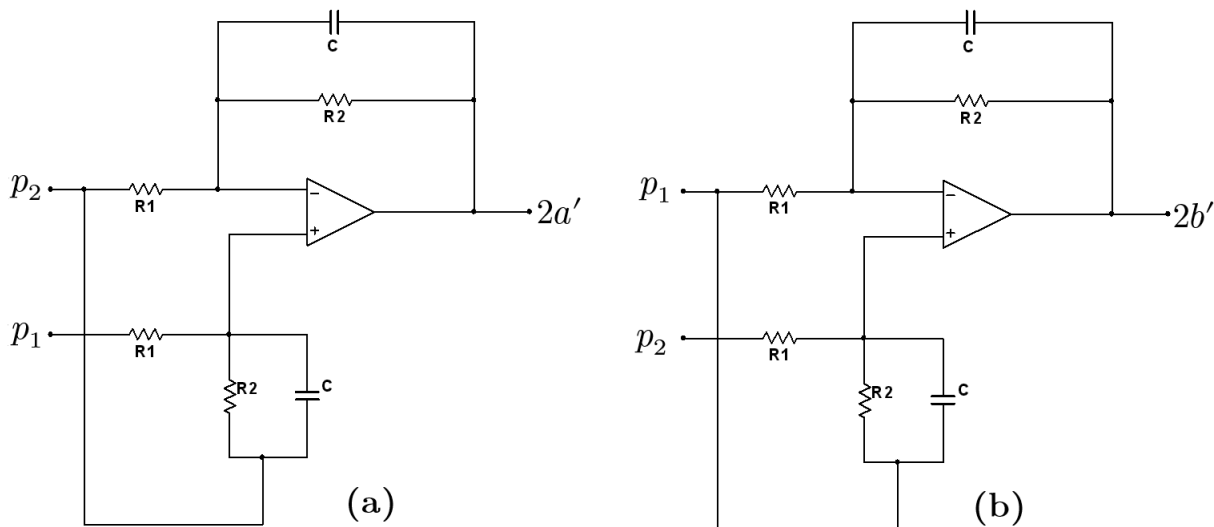 C
R2
p₂
R1
−
+
2a′
p₁
R1
R2
C
(a)
C
R2
p₁
R1
−
+
2b′
p₂
R1
R2
C
(b)